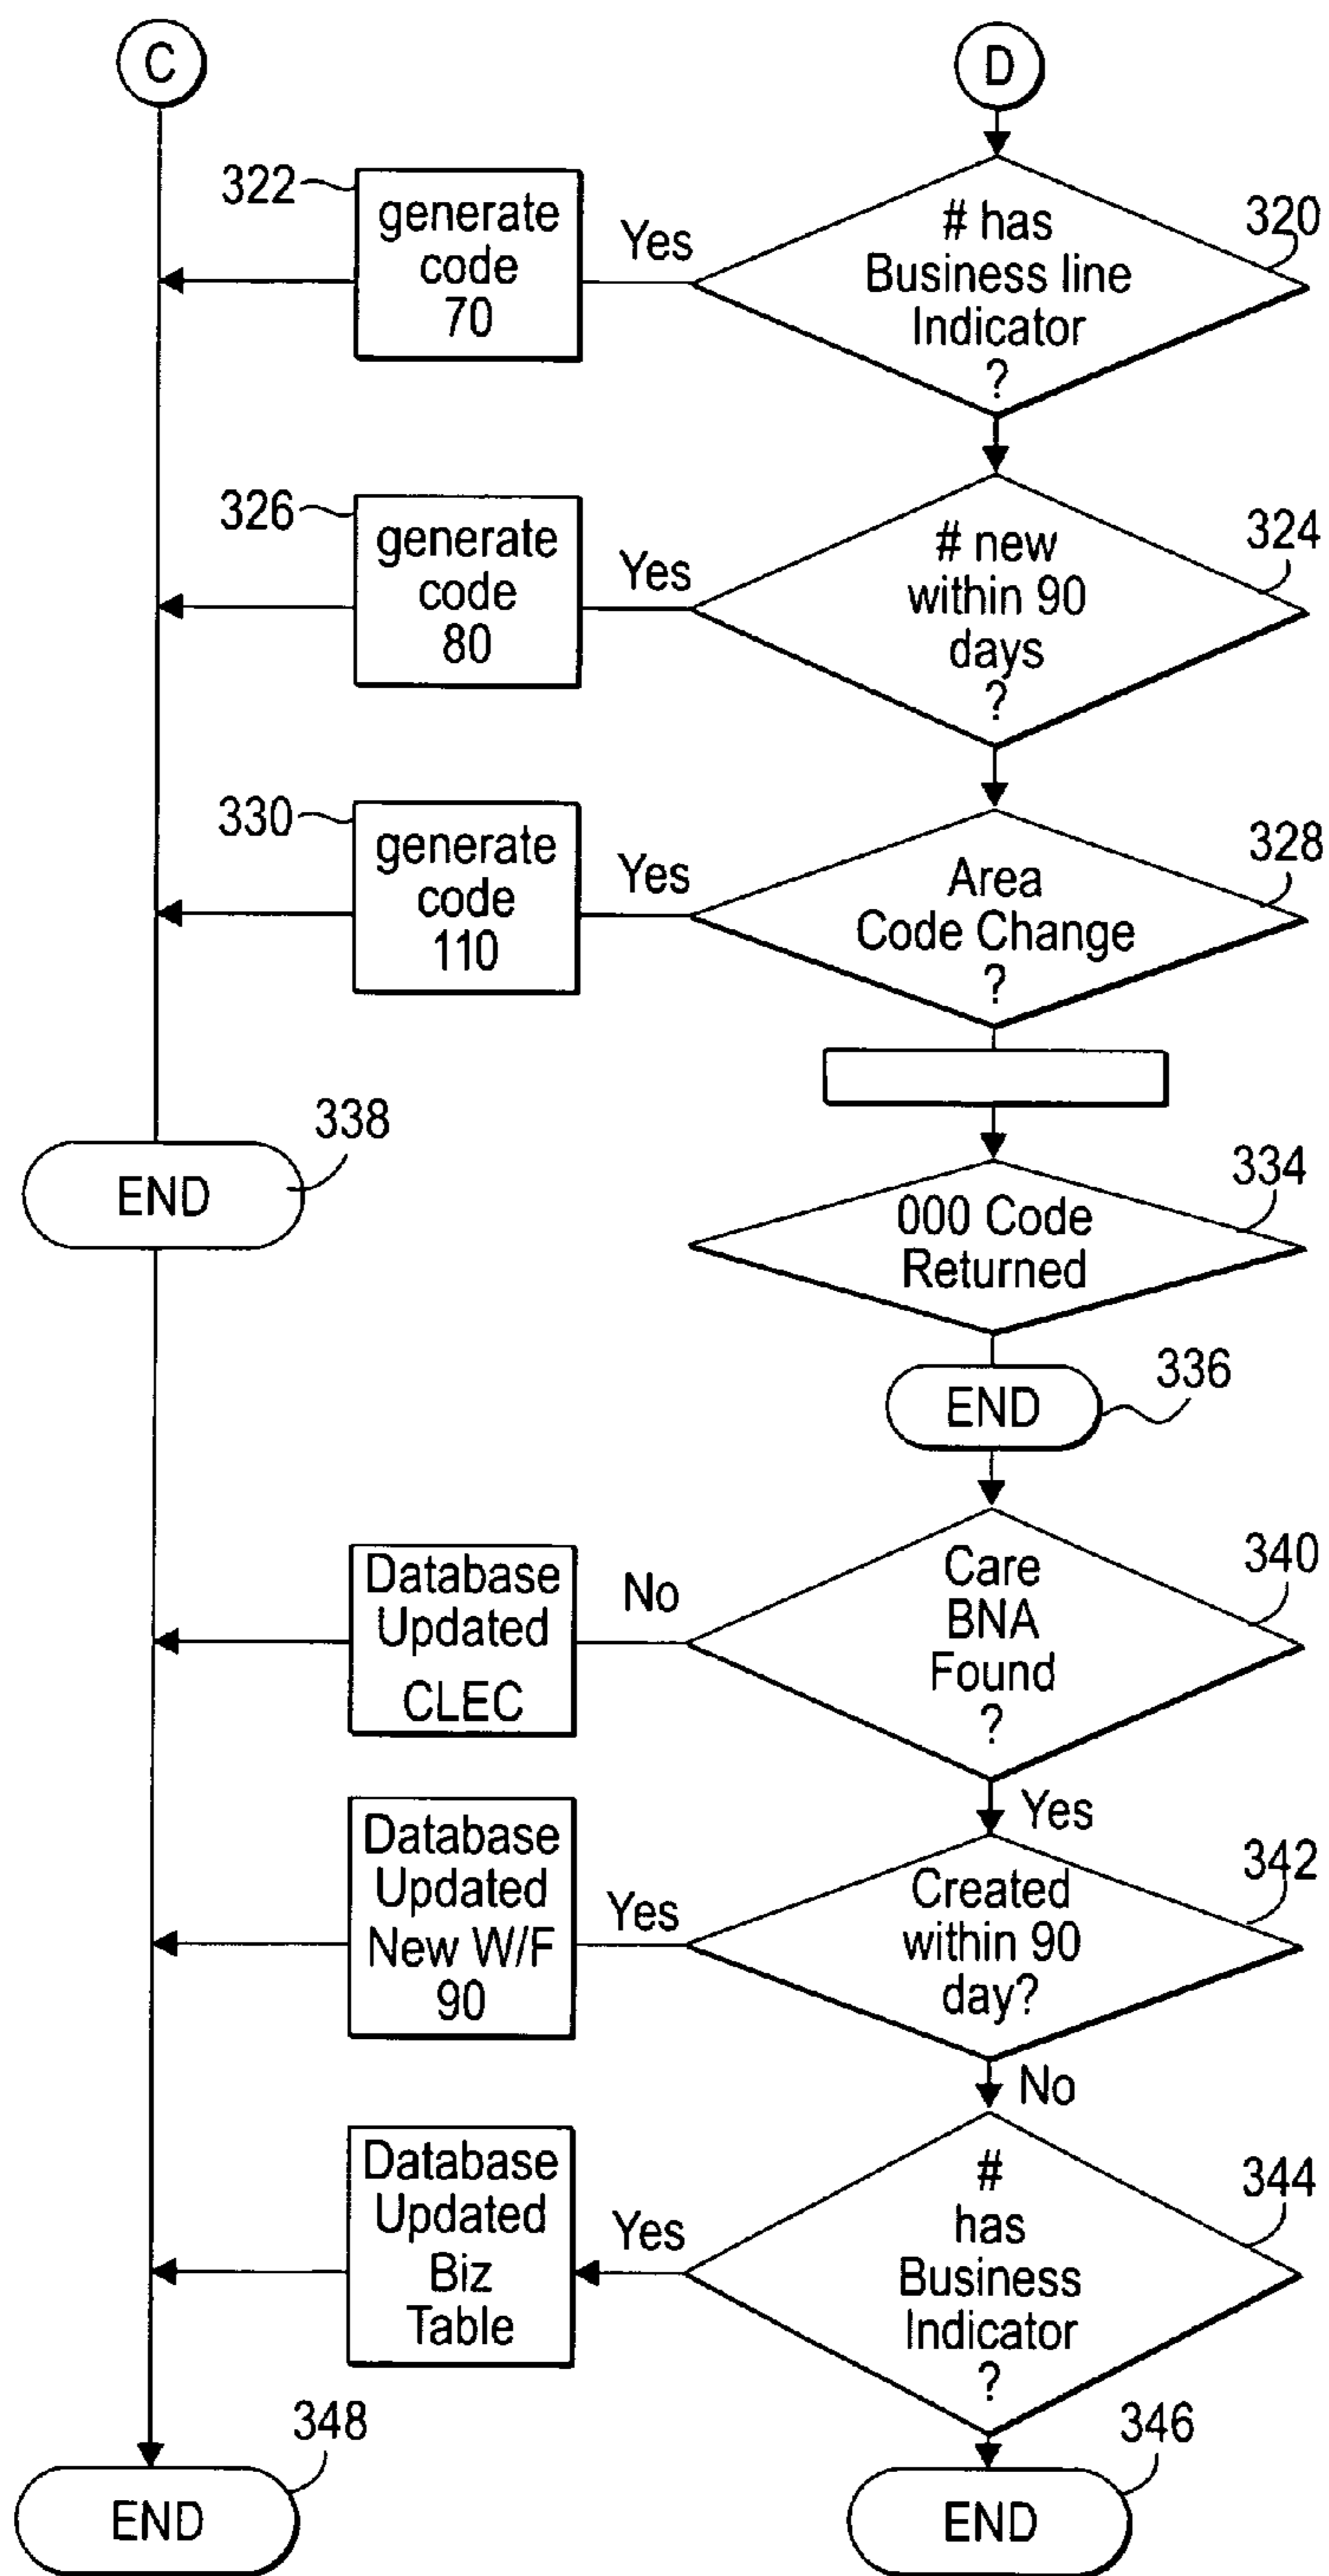 C
D
322
generate
code
70
Yes
# has
Business line
Indicator
?
320
326
generate
code
80
Yes
# new
within 90
days
?
324
330
generate
code
110
Yes
Area
Code Change
?
328
END
338
000 Code
Returned
334
END
336
Database
Updated
CLEC
No
Care
BNA
Found
?
340
Yes
Database
Updated
New W/F
90
Yes
Created
within 90
day?
342
No
Database
Updated
Biz
Table
Yes
#
has
Business
Indicator
?
344
END
348
END
346